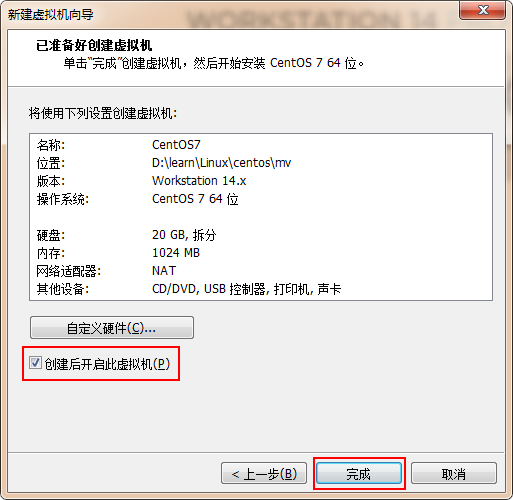 新建虚拟机向导
WORKSTATION 14
已准备好创建虚拟机
单击“完成”创建虚拟机，然后开始安装 CentOS 7 64 位。
将使用下列设置创建虚拟机:
名称: CentOS7
位置: D:\learn\Linux\centos\mv
版本: Workstation 14.x
操作系统: CentOS 7 64 位
硬盘: 20 GB, 拆分
内存: 1024 MB
网络适配器: NAT
其他设备: CD/DVD, USB 控制器, 打印机, 声卡
自定义硬件(C)...
创建后开启此虚拟机(P)
< 上一步(B) 完成 取消